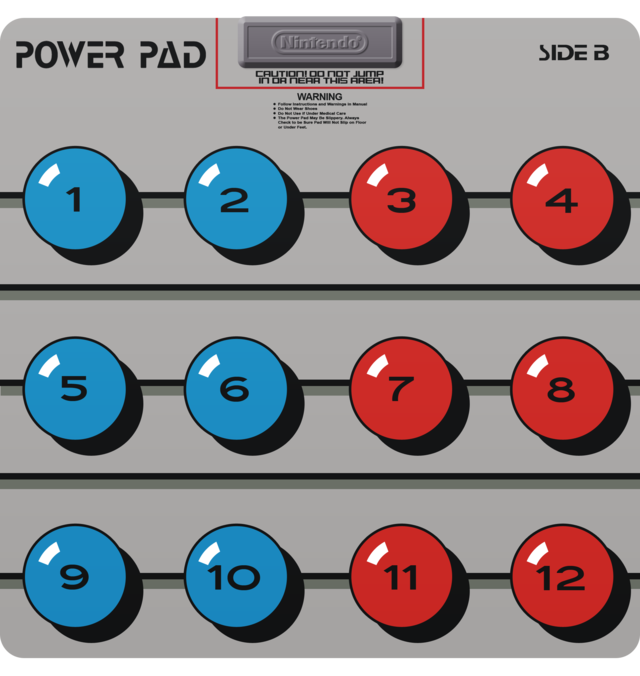 POWER PAD
Nintendo
SIDE B
CAUTION! DO NOT JUMP
IN OR NEAR THIS AREA!
WARNING
Follow Instructions and Warnings in Manual
Do Not Wear Shoes
Do Not Use if Under Medical Care
The Power Pad May Be Slippery. Always
Check to be Sure Pad Will Not Slip on Floor
or Under Feet.
1 2 3 4
5 6 7 8
9 10 11 12